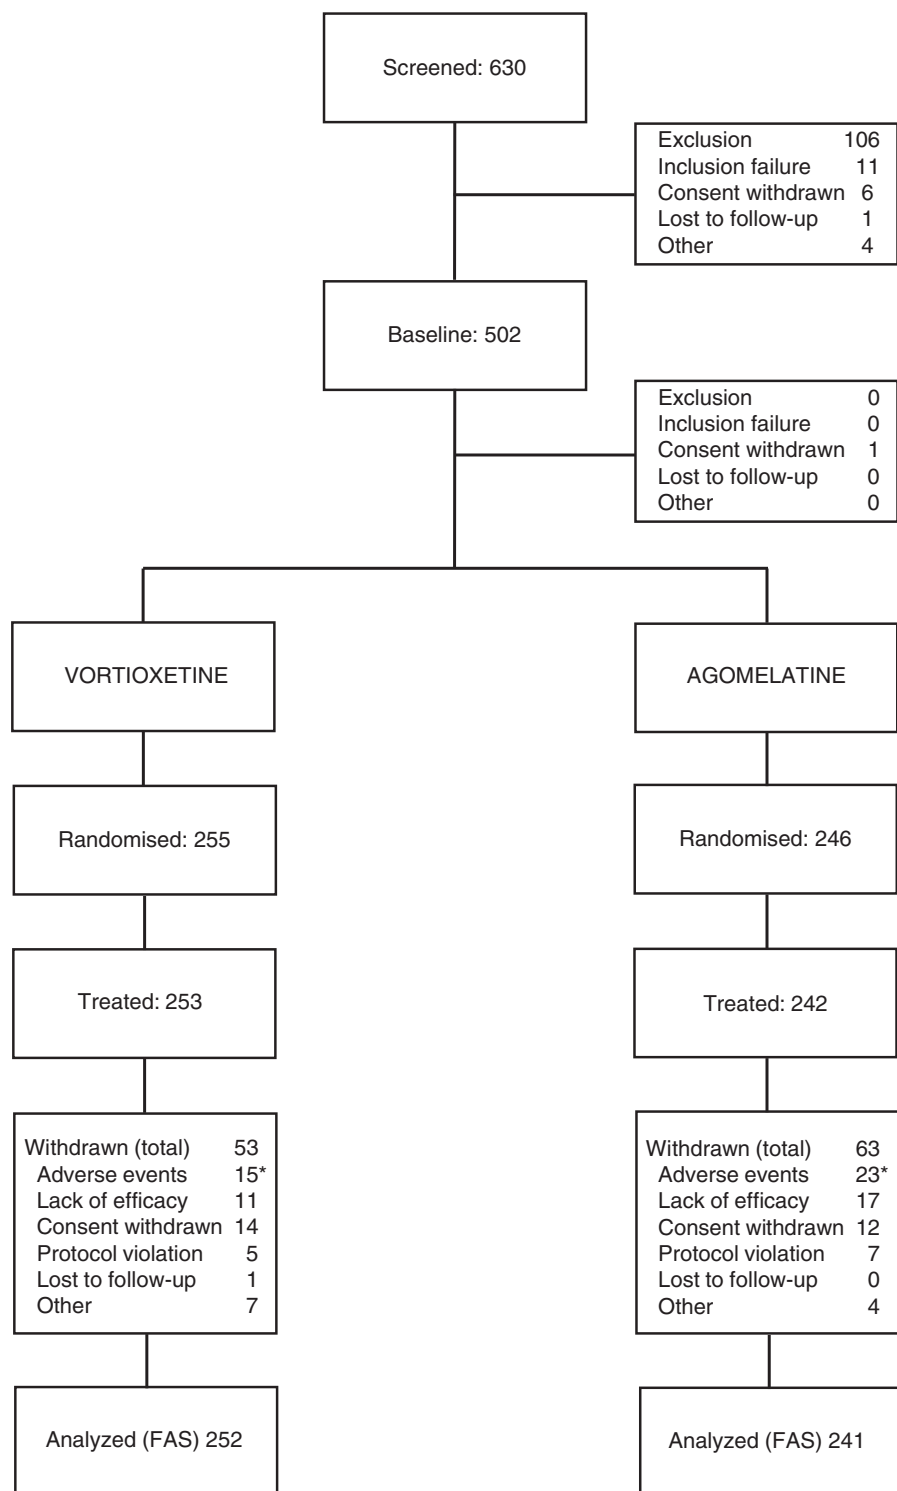 Screened: 630
Exclusion 106
Inclusion failure 11
Consent withdrawn 6
Lost to follow-up 1
Other 4
Baseline: 502
Exclusion 0
Inclusion failure 0
Consent withdrawn 1
Lost to follow-up 0
Other 0
VORTIOXETINE
Randomised: 255
Treated: 253
Withdrawn (total) 53
Adverse events 15*
Lack of efficacy 11
Consent withdrawn 14
Protocol violation 5
Lost to follow-up 1
Other 7
Analyzed (FAS) 252
AGOMELATINE
Randomised: 246
Treated: 242
Withdrawn (total) 63
Adverse events 23*
Lack of efficacy 17
Consent withdrawn 12
Protocol violation 7
Lost to follow-up 0
Other 4
Analyzed (FAS) 241